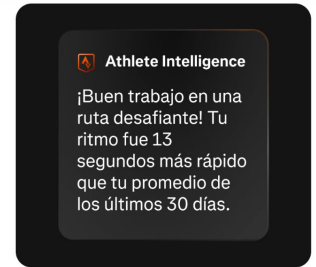 Athlete Intelligence
¡Buen trabajo en una
ruta desafiante! Tu
ritmo fue 13
segundos más rápido
que tu promedio de
los últimos 30 días.